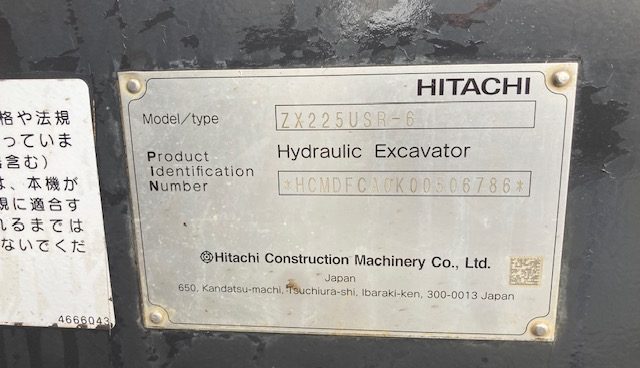 格や法規
っていま
含む)
は、本機が
規に適合す
れるまでは
ないでくだ
4666043
HITACHI
Model/type ZX225USR-6
Product Identification Number
Hydraulic Excavator
*HCMDFCA0K00506786*
Hitachi Construction Machinery Co., Ltd.
Japan
650, Kandatsu-machi, Tsuchiura-shi, Ibaraki-ken, 300-0013 Japan